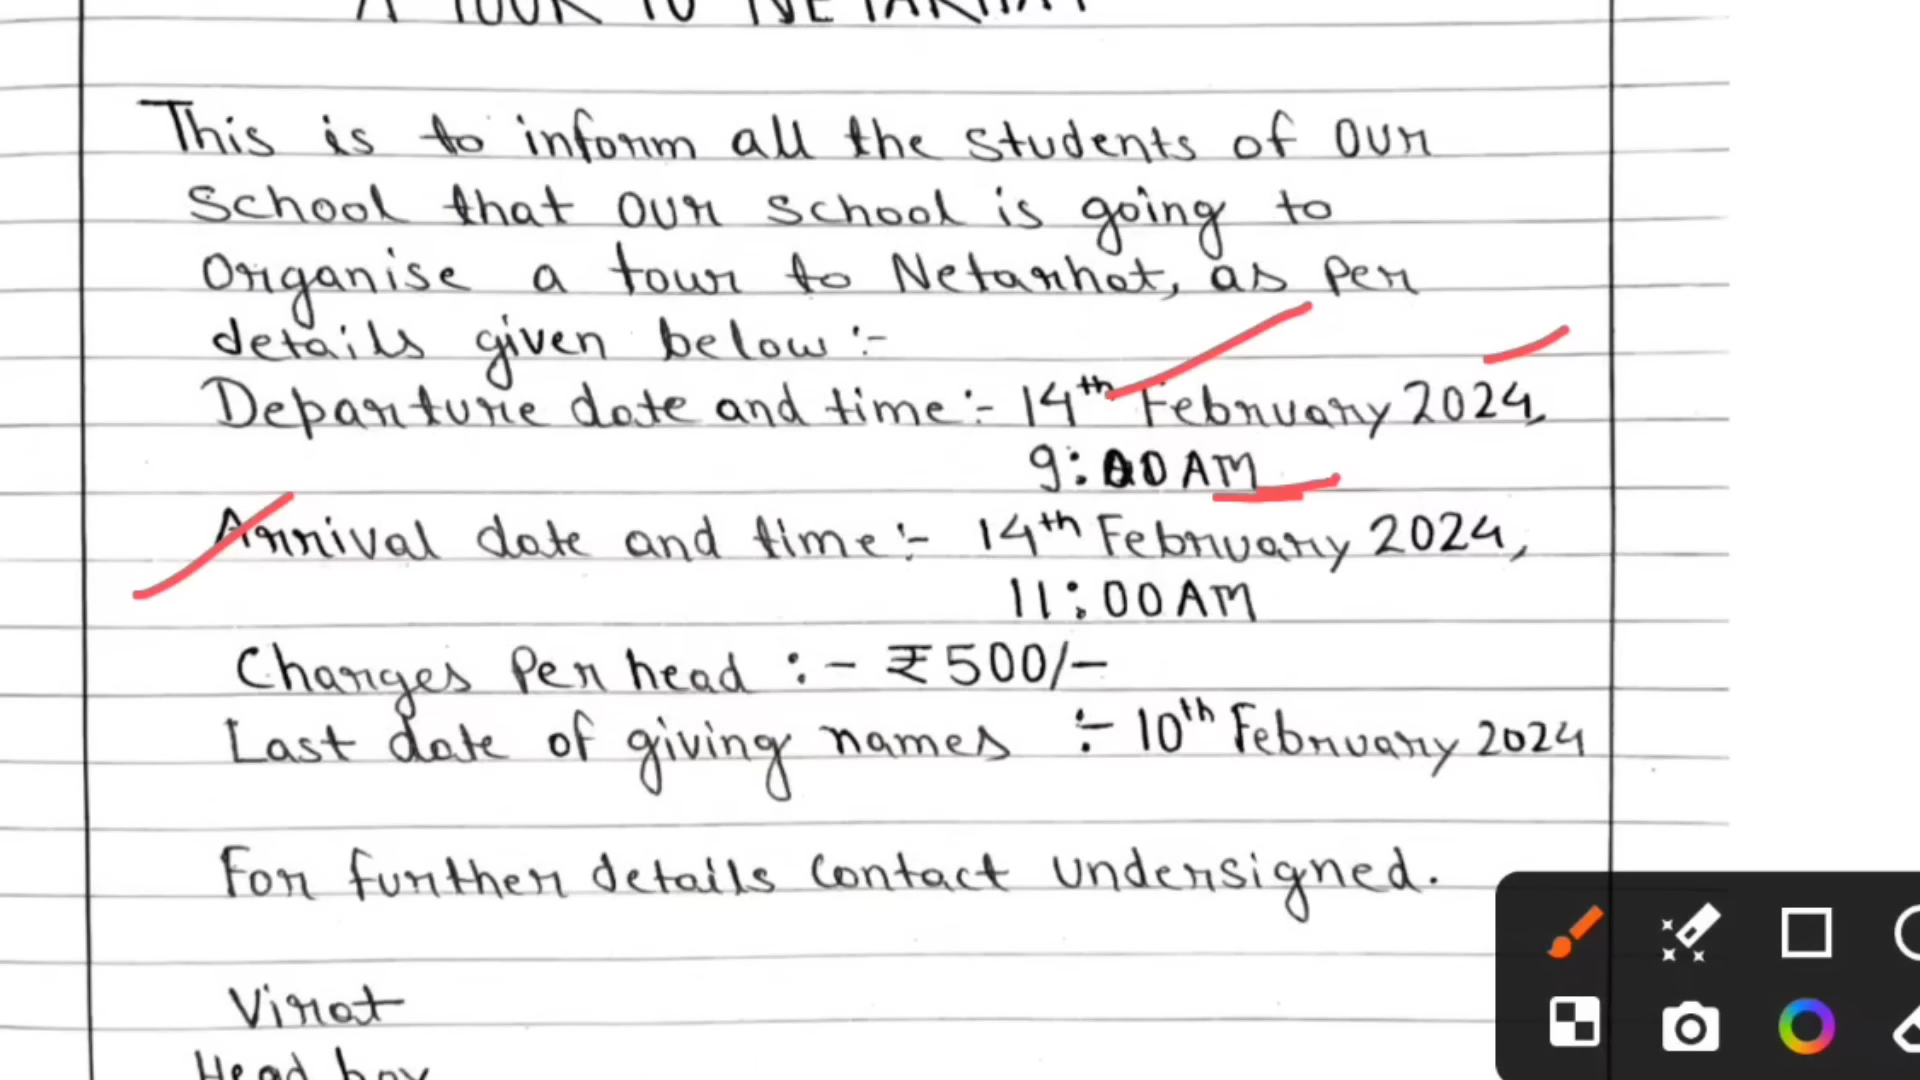 A TOUR TO NETARHAT
This is to inform all the students of our
School that our school is going to
Organise a tour to Netarhat, as per
details given below :-
Departure date and time :- 14th February 2024,
9:00 AM
Arrival date and time :- 14th February 2024,
11:00 AM
Charges Per head :- ₹500/-
Last date of giving names :- 10th February 2024
For further details contact undersigned.
Virat
Head boy